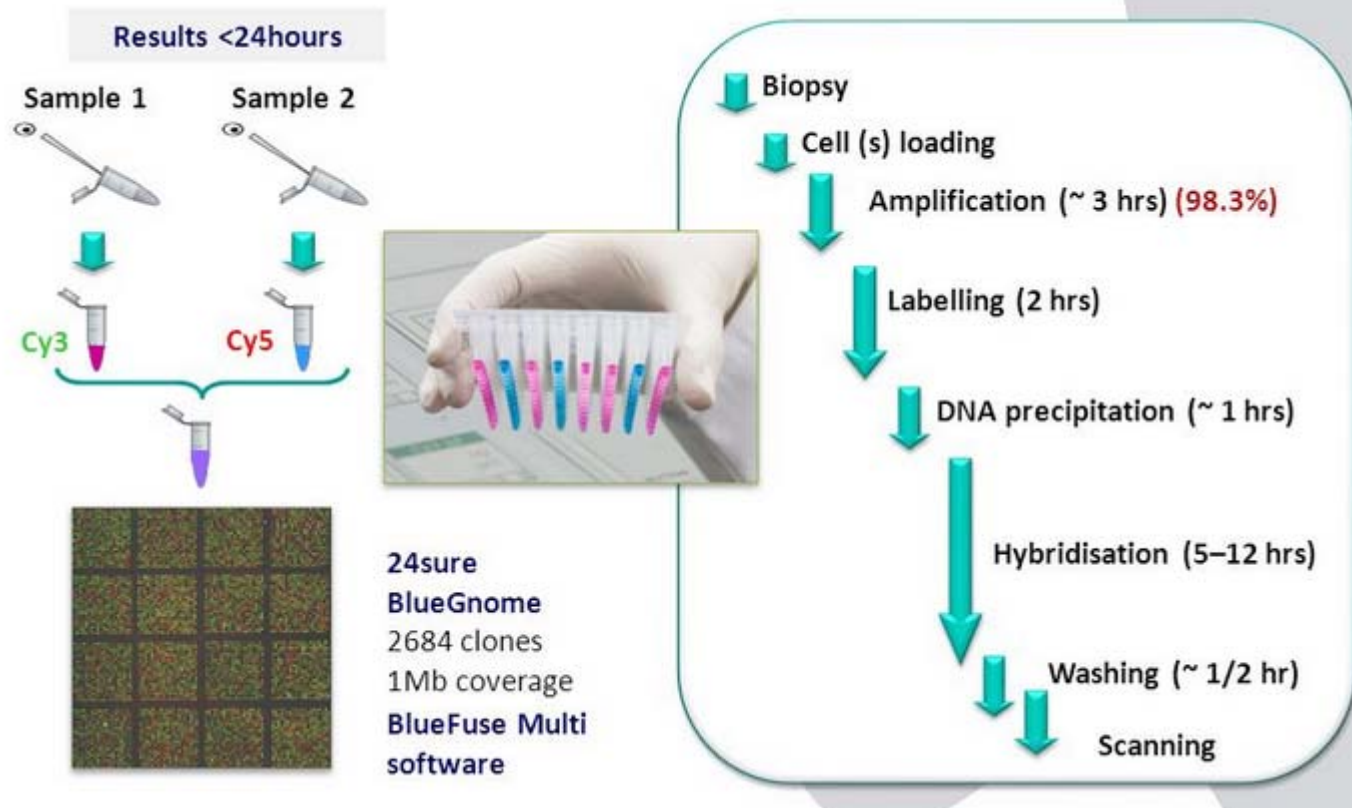 Results <24hours
Sample 1
Sample 2
Cy3
Cy5
24sure
BlueGnome
2684 clones
1Mb coverage
BlueFuse Multi
software
Biopsy
Cell (s) loading
Amplification (~ 3 hrs) (98.3%)
Labelling (2 hrs)
DNA precipitation (~ 1 hrs)
Hybridisation (5–12 hrs)
Washing (~ 1/2 hr)
Scanning